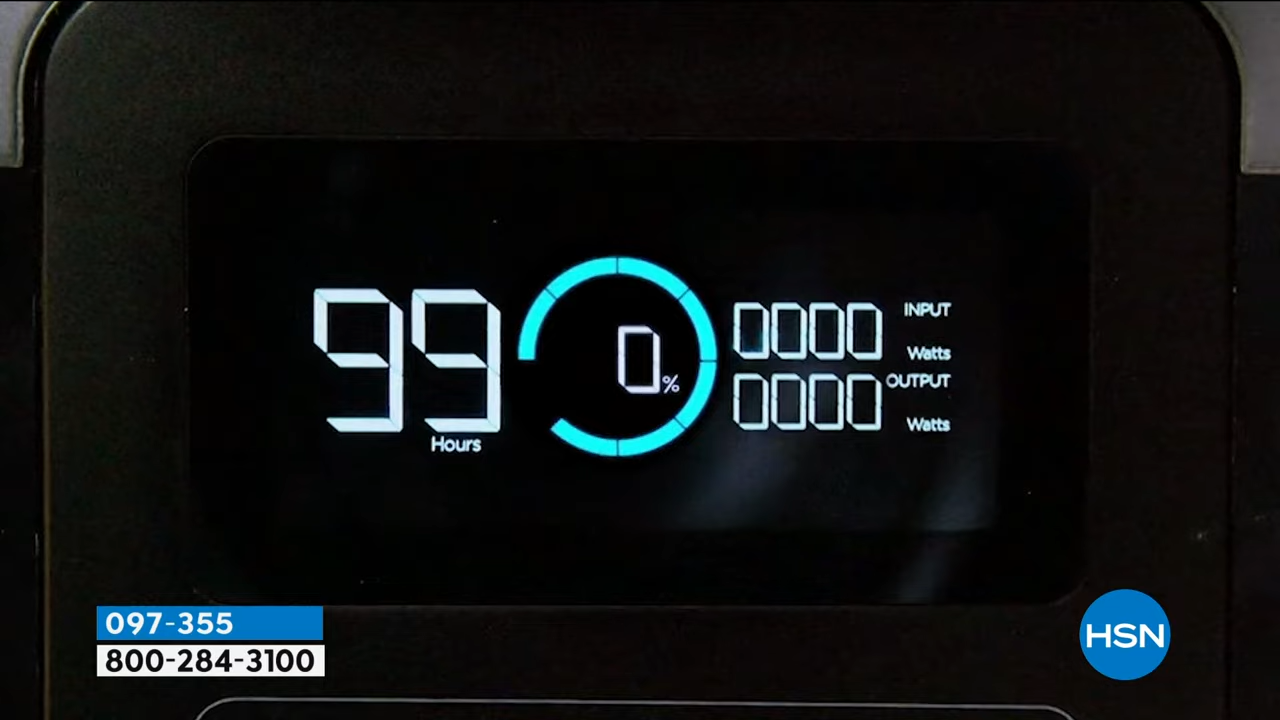 99
Hours
0%
0000 INPUT
Watts
0000 OUTPUT
Watts
097-355
800-284-3100
HSN